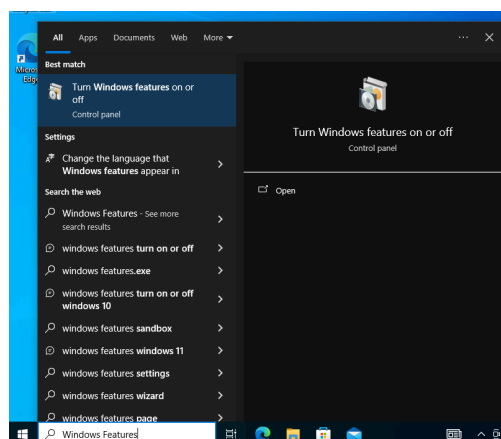 All Apps Documents Web More
Micros
Edge
Best match
Turn Windows features on or
off
Control panel
Settings
Change the language that
Windows features appear in
Search the web
Windows Features - See more
search results
windows features turn on or off
windows features.exe
windows features turn on or off
windows 10
windows features sandbox
windows features windows 11
windows features settings
windows features wizard
windows features page
Windows Features
Turn Windows features on or off
Control panel
Open